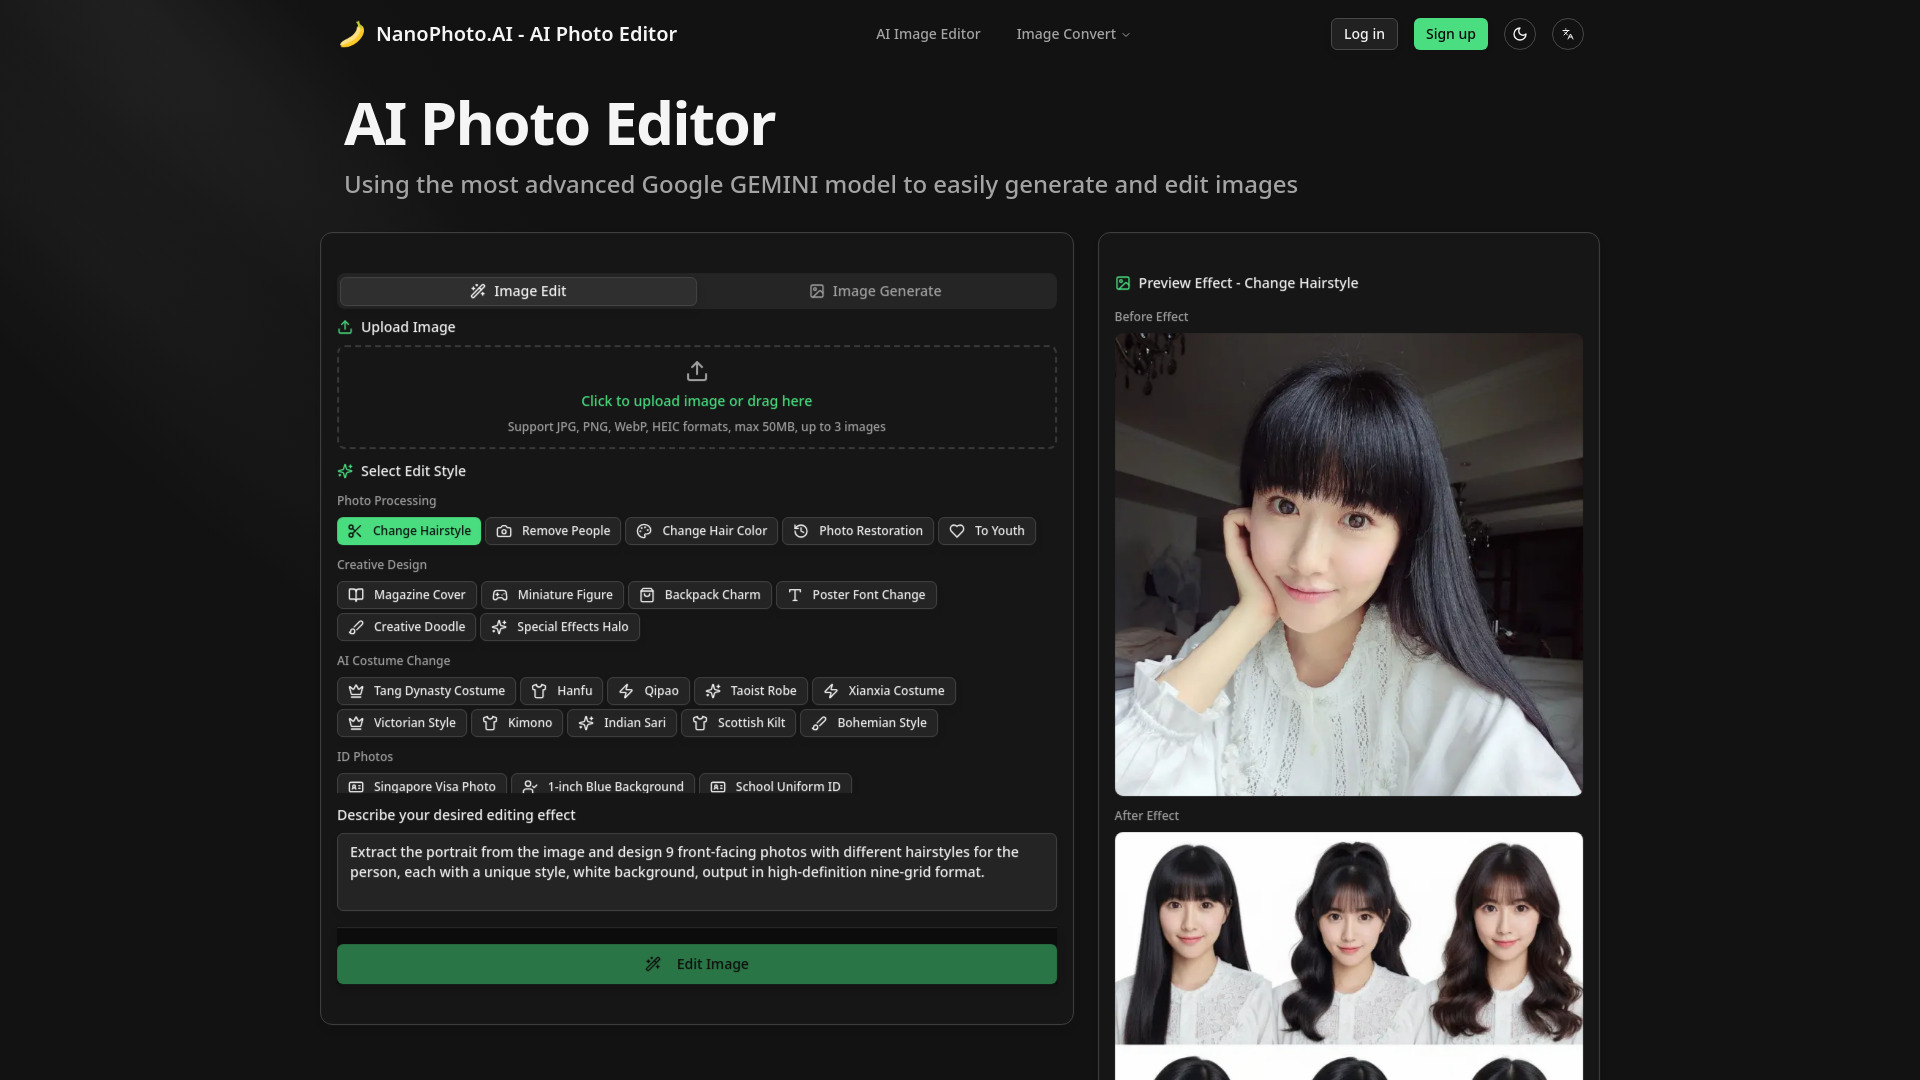 NanoPhoto.AI - AI Photo Editor
AI Image Editor
Image Convert
Log in
Sign up
AI Photo Editor
Using the most advanced Google GEMINI model to easily generate and edit images
Image Edit
Image Generate
Upload Image
Click to upload image or drag here
Support JPG, PNG, WebP, HEIC formats, max 50MB, up to 3 images
Select Edit Style
Photo Processing
Change Hairstyle
Remove People
Change Hair Color
Photo Restoration
To Youth
Creative Design
Magazine Cover
Miniature Figure
Backpack Charm
Poster Font Change
Creative Doodle
Special Effects Halo
AI Costume Change
Tang Dynasty Costume
Hanfu
Qipao
Taoist Robe
Xianxia Costume
Victorian Style
Kimono
Indian Sari
Scottish Kilt
Bohemian Style
ID Photos
Singapore Visa Photo
1-inch Blue Background
School Uniform ID
Describe your desired editing effect
Extract the portrait from the image and design 9 front-facing photos with different hairstyles for the
person, each with a unique style, white background, output in high-definition nine-grid format.
Edit Image
Preview Effect - Change Hairstyle
Before Effect
After Effect